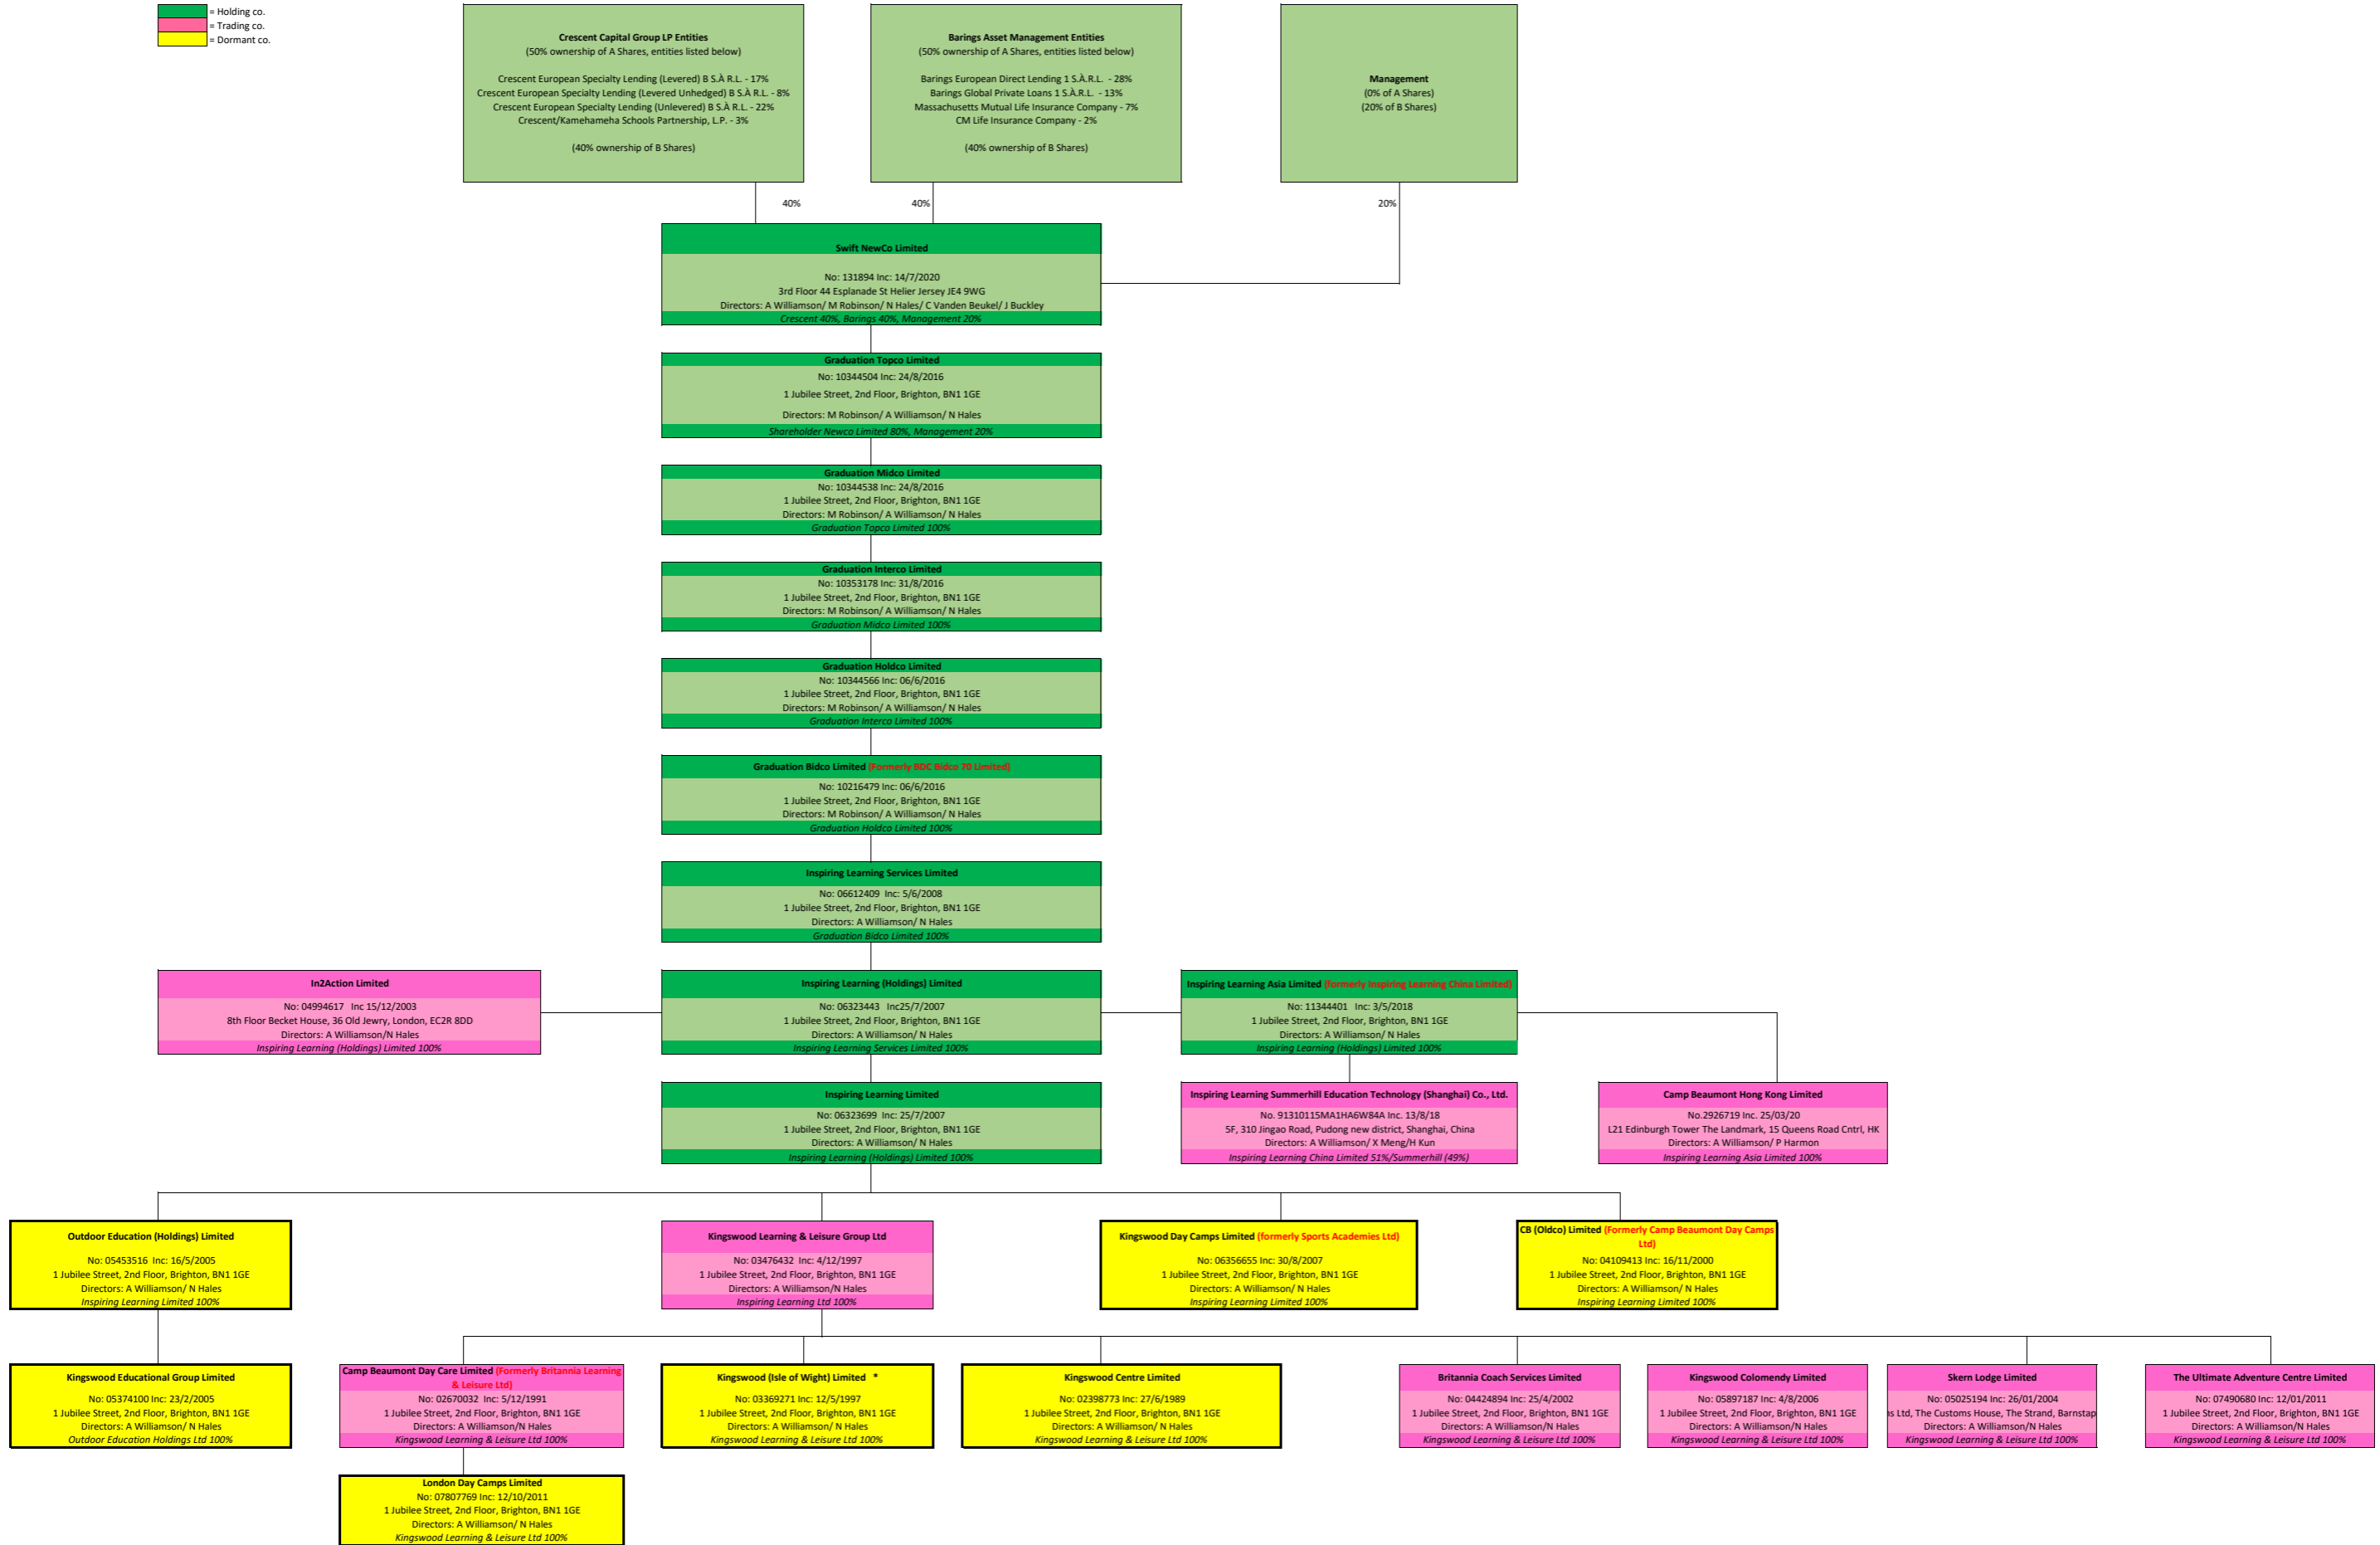 = Holding co.
= Trading co.
= Dormant co.
Crescent Capital Group LP Entities
(50% ownership of A Shares, entities listed below)
Crescent European Specialty Lending (Levered) B S.À R.L. - 17%
Crescent European Specialty Lending (Levered Unhedged) B S.À R.L. - 8%
Crescent European Specialty Lending (Unlevered) B S.À R.L. - 22%
Crescent/Kamehameha Schools Partnership, L.P. - 3%
(40% ownership of B Shares)
Barings Asset Management Entities
(50% ownership of A Shares, entities listed below)
Barings European Direct Lending 1 S.À.R.L. - 28%
Barings Global Private Loans 1 S.À.R.L. - 13%
Massachusetts Mutual Life Insurance Company - 7%
CM Life Insurance Company - 2%
(40% ownership of B Shares)
Management
(0% of A Shares)
(20% of B Shares)
40%
40%
20%
Swift NewCo Limited
No: 131894 Inc: 14/7/2020
3rd Floor 44 Esplanade St Helier Jersey JE4 9WG
Directors: A Williamson/ M Robinson/ N Hales/ C Vanden Beukel/ J Buckley
Crescent 40%, Barings 40%, Management 20%
Graduation Topco Limited
No: 10344504 Inc: 24/8/2016
1 Jubilee Street, 2nd Floor, Brighton, BN1 1GE
Directors: M Robinson/ A Williamson/ N Hales
Shareholder Newco Limited 80%, Management 20%
Graduation Midco Limited
No: 10344538 Inc: 24/8/2016
1 Jubilee Street, 2nd Floor, Brighton, BN1 1GE
Directors: M Robinson/ A Williamson/ N Hales
Graduation Topco Limited 100%
Graduation Interco Limited
No: 10353178 Inc: 31/8/2016
1 Jubilee Street, 2nd Floor, Brighton, BN1 1GE
Directors: M Robinson/ A Williamson/ N Hales
Graduation Midco Limited 100%
Graduation Holdco Limited
No: 10344566 Inc: 06/6/2016
1 Jubilee Street, 2nd Floor, Brighton, BN1 1GE
Directors: M Robinson/ A Williamson/ N Hales
Graduation Interco Limited 100%
Graduation Bidco Limited (Formerly BDC Bidco 70 Limited)
No: 10216479 Inc: 06/6/2016
1 Jubilee Street, 2nd Floor, Brighton, BN1 1GE
Directors: M Robinson/ A Williamson/ N Hales
Graduation Holdco Limited 100%
Inspiring Learning Services Limited
No: 06612409 Inc: 5/6/2008
1 Jubilee Street, 2nd Floor, Brighton, BN1 1GE
Directors: A Williamson/ N Hales
Graduation Bidco Limited 100%
In2Action Limited
No: 04994617 Inc 15/12/2003
8th Floor Becket House, 36 Old Jewry, London, EC2R 8DD
Directors: A Williamson/N Hales
Inspiring Learning (Holdings) Limited 100%
Inspiring Learning (Holdings) Limited
No: 06323443 Inc25/7/2007
1 Jubilee Street, 2nd Floor, Brighton, BN1 1GE
Directors: A Williamson/ N Hales
Inspiring Learning Services Limited 100%
Inspiring Learning Asia Limited (formerly Inspiring Learning China Limited)
No: 11344401 Inc: 3/5/2018
1 Jubilee Street, 2nd Floor, Brighton, BN1 1GE
Directors: A Williamson/ N Hales
Inspiring Learning (Holdings) Limited 100%
Inspiring Learning Limited
No: 06323699 Inc: 25/7/2007
1 Jubilee Street, 2nd Floor, Brighton, BN1 1GE
Directors: A Williamson/ N Hales
Inspiring Learning (Holdings) Limited 100%
Inspiring Learning Summerhill Education Technology (Shanghai) Co., Ltd.
No. 91310115MA1HA6W84A Inc. 13/8/18
5F, 310 Jingao Road, Pudong new district, Shanghai, China
Directors: A Williamson/ X Meng/H Kun
Inspiring Learning China Limited 51%/Summerhill (49%)
Camp Beaumont Hong Kong Limited
No.2926719 Inc. 25/03/20
L21 Edinburgh Tower The Landmark, 15 Queens Road Cntrl, HK
Directors: A Williamson/ P Harmon
Inspiring Learning Asia Limited 100%
Outdoor Education (Holdings) Limited
No: 05453516 Inc: 16/5/2005
1 Jubilee Street, 2nd Floor, Brighton, BN1 1GE
Directors: A Williamson/ N Hales
Inspiring Learning Limited 100%
Kingswood Learning & Leisure Group Ltd
No: 03476432 Inc: 4/12/1997
1 Jubilee Street, 2nd Floor, Brighton, BN1 1GE
Directors: A Williamson/N Hales
Inspiring Learning Ltd 100%
Kingswood Day Camps Limited (formerly Sports Academies Ltd)
No: 06356655 Inc: 30/8/2007
1 Jubilee Street, 2nd Floor, Brighton, BN1 1GE
Directors: A Williamson/ N Hales
Inspiring Learning Limited 100%
CB (Oldco) Limited (Formerly Camp Beaumont Day Camps
Ltd)
No: 04109413 Inc: 16/11/2000
1 Jubilee Street, 2nd Floor, Brighton, BN1 1GE
Directors: A Williamson/ N Hales
Inspiring Learning Limited 100%
Kingswood Educational Group Limited
No: 05374100 Inc: 23/2/2005
1 Jubilee Street, 2nd Floor, Brighton, BN1 1GE
Directors: A Williamson/ N Hales
Outdoor Education Holdings Ltd 100%
Camp Beaumont Day Care Limited (Formerly Britannia Learning
& Leisure Ltd)
No: 02670032 Inc: 5/12/1991
1 Jubilee Street, 2nd Floor, Brighton, BN1 1GE
Directors: A Williamson/N Hales
Kingswood Learning & Leisure Ltd 100%
Kingswood (Isle of Wight) Limited *
No: 03369271 Inc: 12/5/1997
1 Jubilee Street, 2nd Floor, Brighton, BN1 1GE
Directors: A Williamson/ N Hales
Kingswood Learning & Leisure Ltd 100%
Kingswood Centre Limited
No: 02398773 Inc: 27/6/1989
1 Jubilee Street, 2nd Floor, Brighton, BN1 1GE
Directors: A Williamson/ N Hales
Kingswood Learning & Leisure Ltd 100%
Britannia Coach Services Limited
No: 04424894 Inc: 25/4/2002
1 Jubilee Street, 2nd Floor, Brighton, BN1 1GE
Directors: A Williamson/N Hales
Kingswood Learning & Leisure Ltd 100%
Kingswood Colomendy Limited
No: 05897187 Inc: 4/8/2006
1 Jubilee Street, 2nd Floor, Brighton, BN1 1GE
Directors: A Williamson/N Hales
Kingswood Learning & Leisure Ltd 100%
Skern Lodge Limited
No: 05025194 Inc: 26/01/2004
ns Ltd, The Customs House, The Strand, Barnstap
Directors: A Williamson/N Hales
Kingswood Learning & Leisure Ltd 100%
The Ultimate Adventure Centre Limited
No: 07490680 Inc: 12/01/2011
1 Jubilee Street, 2nd Floor, Brighton, BN1 1GE
Directors: A Williamson/N Hales
Kingswood Learning & Leisure Ltd 100%
London Day Camps Limited
No: 07807769 Inc: 12/10/2011
1 Jubilee Street, 2nd Floor, Brighton, BN1 1GE
Directors: A Williamson/ N Hales
Kingswood Learning & Leisure Ltd 100%